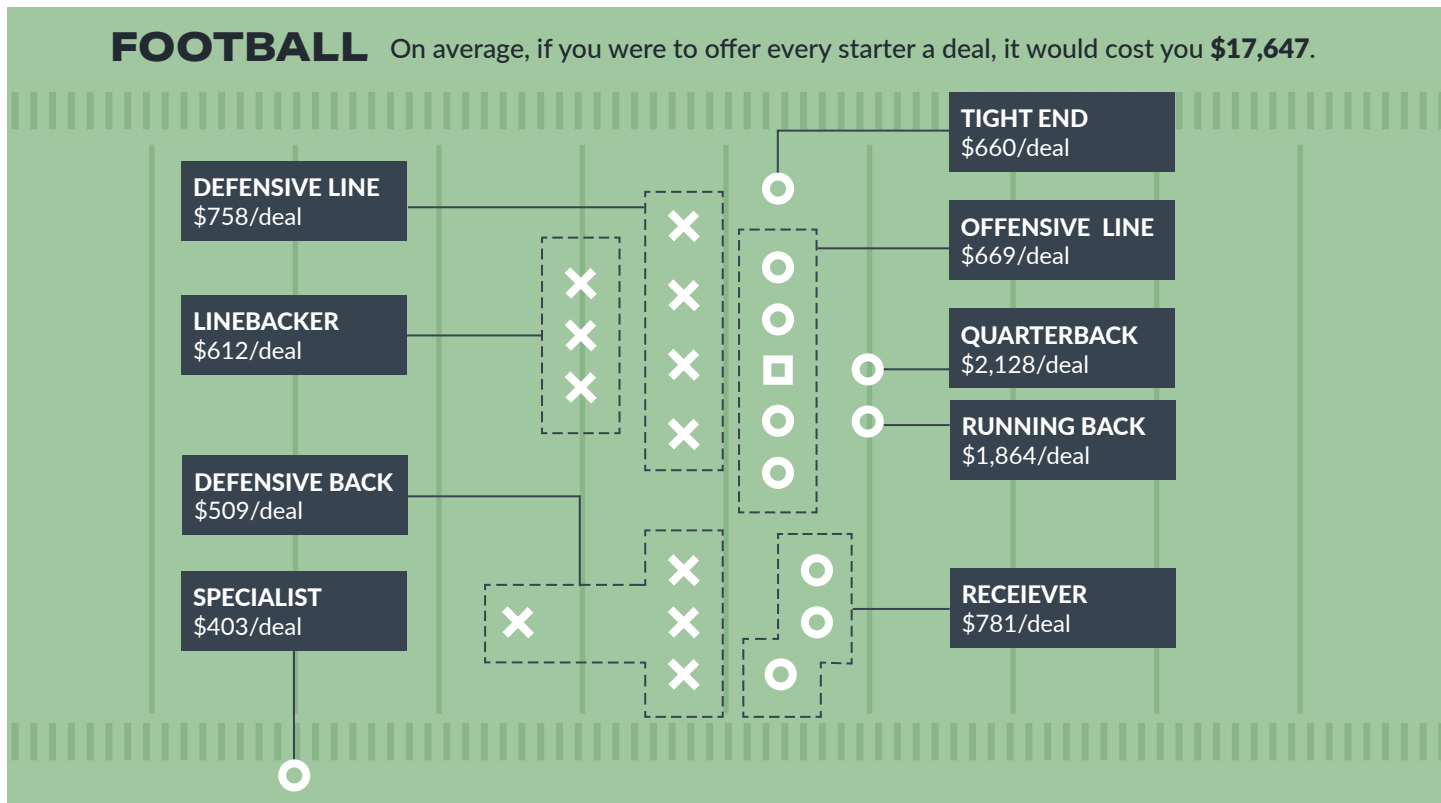 FOOTBALL On average, if you were to offer every starter a deal, it would cost you $17,647.
TIGHT END
$660/deal
DEFENSIVE LINE
$758/deal
OFFENSIVE LINE
$669/deal
LINEBACKER
$612/deal
QUARTERBACK
$2,128/deal
RUNNING BACK
$1,864/deal
DEFENSIVE BACK
$509/deal
SPECIALIST
$403/deal
RECEIEVER
$781/deal